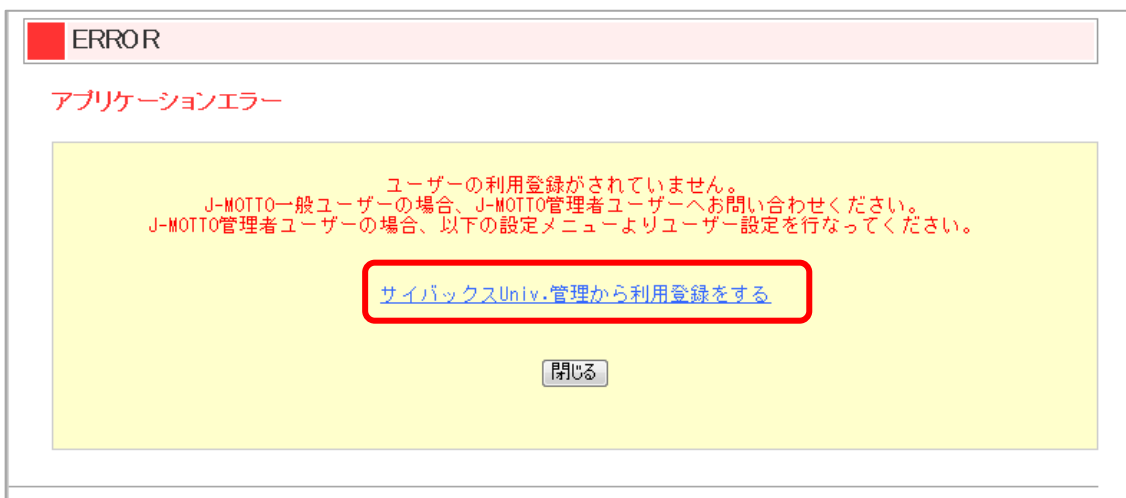 ERROR
アプリケーションエラー
ユーザーの利用登録がされていません。
J-MOTTO一般ユーザーの場合、J-MOTTO管理者ユーザーへお問い合わせください。
J-MOTTO管理者ユーザーの場合、以下の設定メニューよりユーザー設定を行なってください。
サイバックスUniv.管理から利用登録をする
閉じる